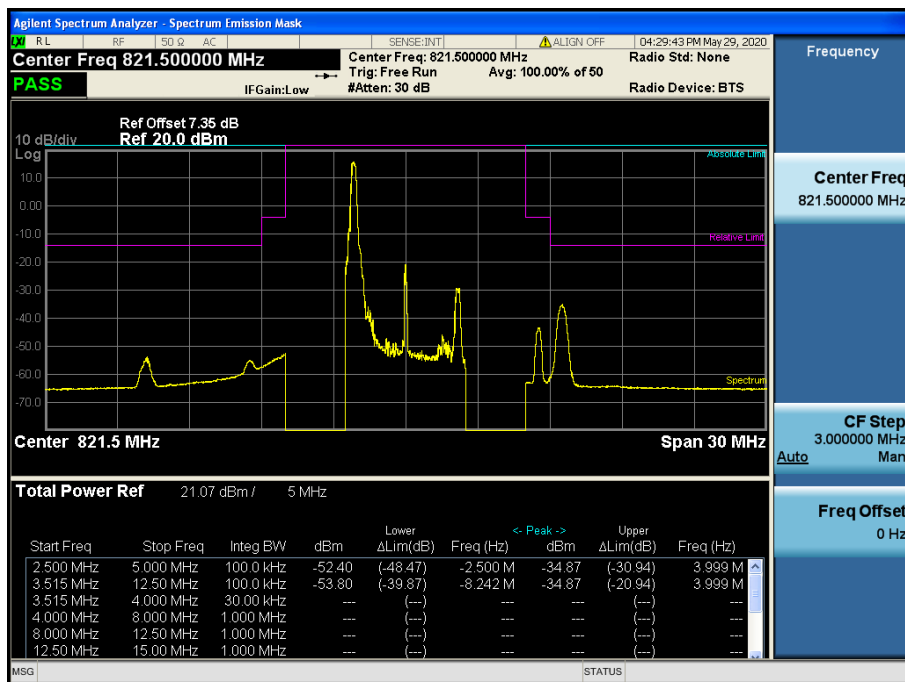 Agilent Spectrum Analyzer - Spectrum Emission Mask
LXI RL RF 50 Ω AC SENSE:INT ALIGN OFF 04:29:43 PM May 29, 2020
Center Freq 821.500000 MHz Center Freq: 821.500000 MHz Radio Std: None
Trig: Free Run Avg: 100.00% of 50
PASS IFGain:Low #Atten: 30 dB Radio Device: BTS
Ref Offset 7.35 dB
10 dB/div Ref 20.0 dBm
Log Absolute Limit
10.0
0.00
-10.0 Relative Limit
-20.0
-30.0
-40.0
-50.0
-60.0 Spectrum
-70.0
Center 821.5 MHz Span 30 MHz
Total Power Ref 21.07 dBm / 5 MHz
Lower <- Peak -> Upper
Start Freq Stop Freq Integ BW dBm ΔLim(dB) Freq (Hz) dBm ΔLim(dB) Freq (Hz)
2.500 MHz 5.000 MHz 100.0 kHz -52.40 (-48.47) -2.500 M -34.87 (-30.94) 3.999 M
3.515 MHz 12.50 MHz 100.0 kHz -53.80 (-39.87) -8.242 M -34.87 (-20.94) 3.999 M
3.515 MHz 4.000 MHz 30.00 kHz --- (---) --- --- (---) ---
4.000 MHz 8.000 MHz 1.000 MHz --- (---) --- --- (---) ---
8.000 MHz 12.50 MHz 1.000 MHz --- (---) --- --- (---) ---
12.50 MHz 15.00 MHz 1.000 MHz --- (---) --- --- (---) ---
MSG STATUS
Frequency
Center Freq
821.500000 MHz
CF Step
3.000000 MHz
Auto Man
Freq Offset
0 Hz